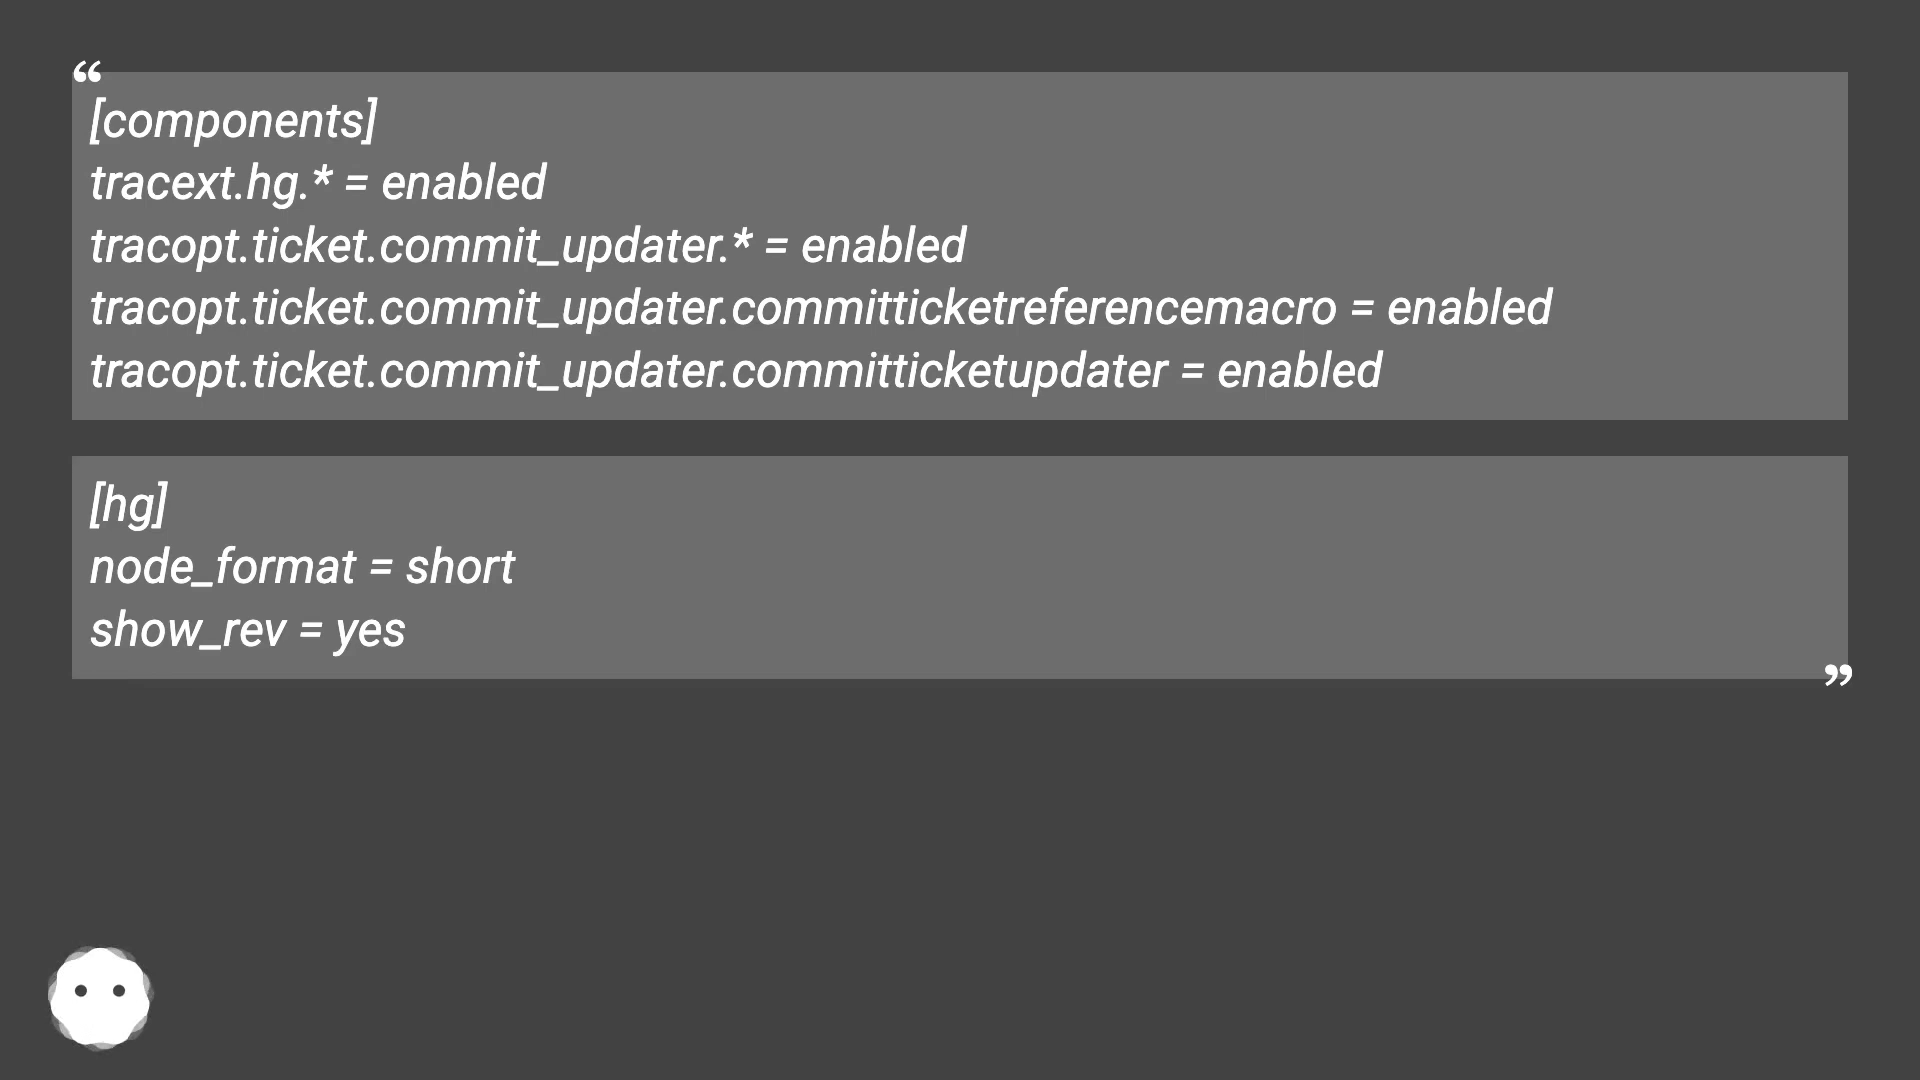 “
[components]
tracext.hg.* = enabled
tracopt.ticket.commit_updater.* = enabled
tracopt.ticket.commit_updater.committicketreferencemacro = enabled
tracopt.ticket.commit_updater.committicketupdater = enabled
[hg]
node_format = short
show_rev = yes
”